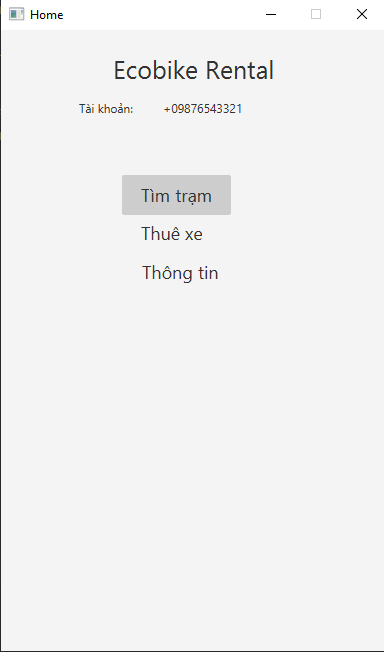 Home
Ecobike Rental
Tài khoản: +09876543321
Tìm trạm
Thuê xe
Thông tin